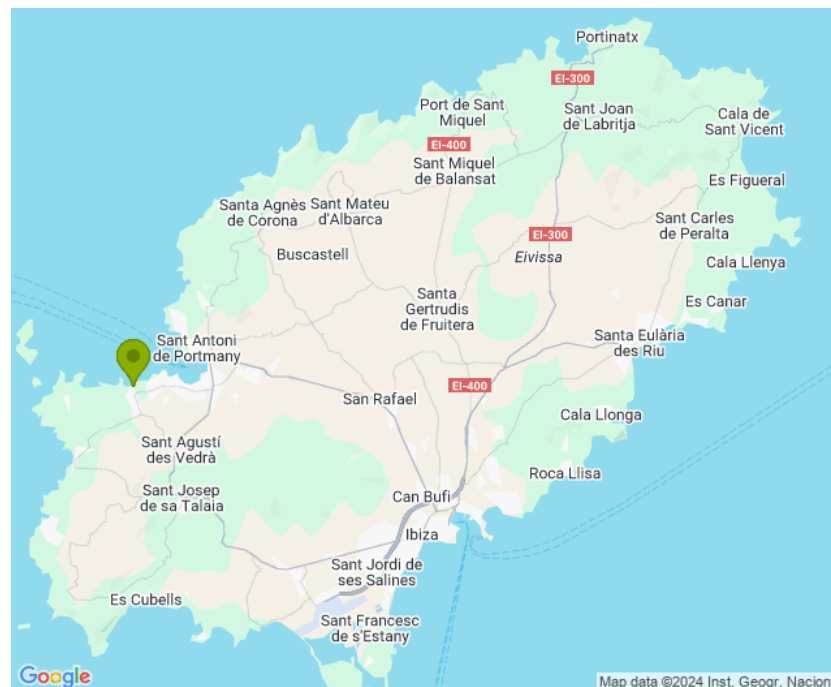 Portinatx
EI-300
Port de Sant
Miquel
Sant Joan
de Labritja
Cala de
Sant Vicent
EI-400
Sant Miquel
de Balansat
Es Figueral
Santa Agnès
de Corona
Sant Mateu
d'Albarca
Sant Carles
de Peralta
EI-300
Buscastell
Eivissa
Cala Llenya
Santa
Gertrudis
de Fruitera
Es Canar
Sant Antoni
de Portmany
Santa Eulària
des Riu
EI-400
San Rafael
Cala Llonga
Sant Agustí
des Vedrà
Roca Llisa
Sant Josep
de sa Talaia
Can Bufi
Ibiza
Sant Jordi de
ses Salines
Es Cubells
Sant Francesc
de s'Estany
Google
Map data ©2024 Inst. Geogr. Nacion